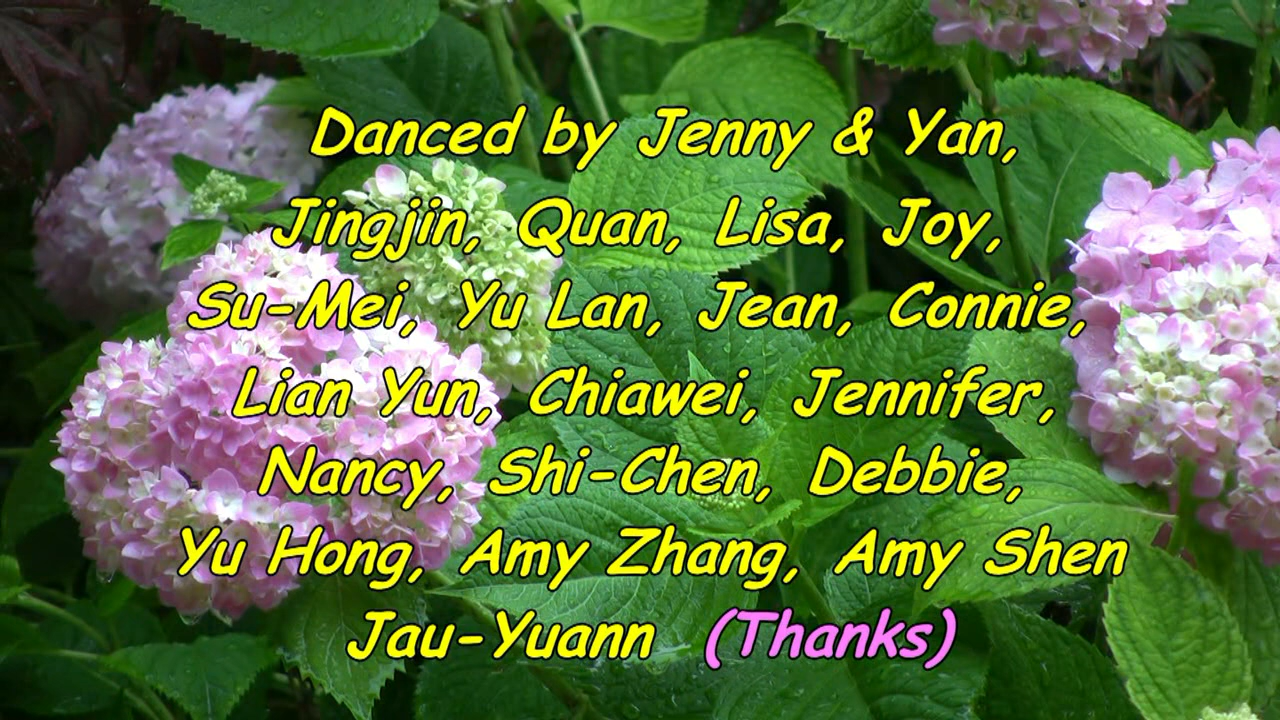 Danced by Jenny & Yan,
Jingjin, Quan, Lisa, Joy,
Su-Mei, Yu Lan, Jean, Connie,
Lian Yun, Chiawei, Jennifer,
Nancy, Shi-Chen, Debbie,
Yu Hong, Amy Zhang, Amy Shen
Jau-Yuann (Thanks)